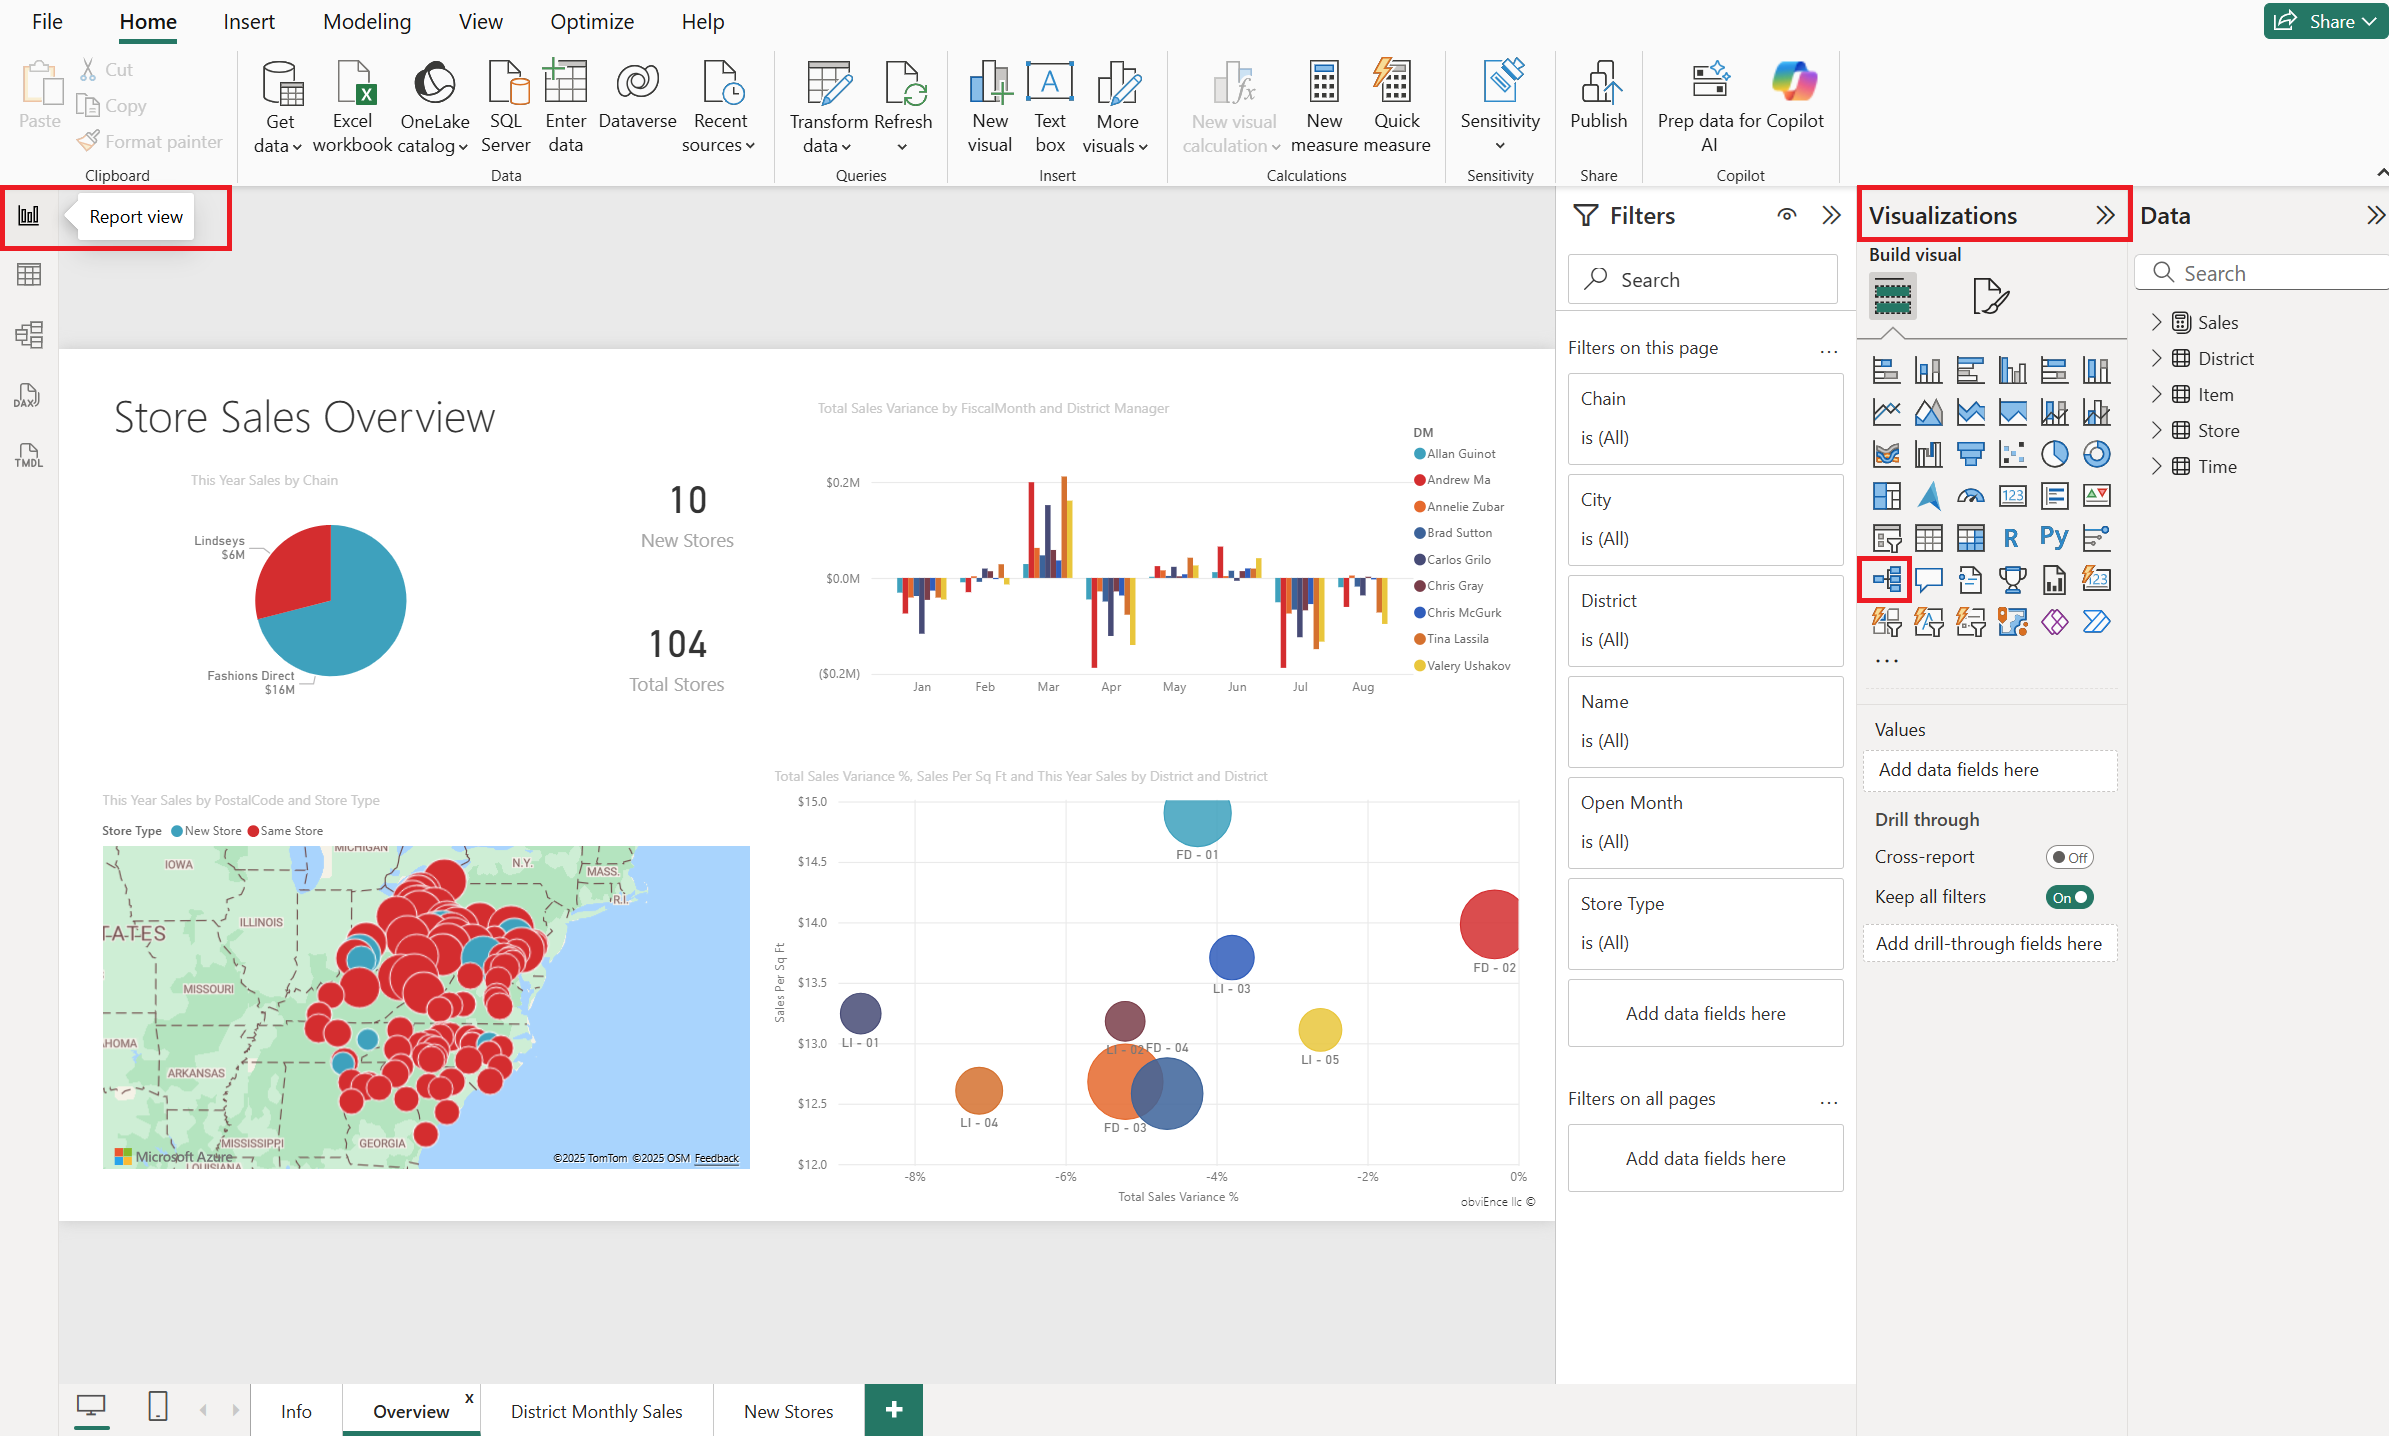 File Home Insert Modeling View Optimize Help
Share
Paste
Cut
Copy
Format painter
Clipboard
Get data
Excel workbook
OneLake catalog
SQL Server
Enter data
Dataverse
Recent sources
Data
Transform data
Refresh
Queries
New visual
Text box
More visuals
Insert
New visual calculation
New measure
Quick measure
Calculations
Sensitivity
Sensitivity
Publish
Share
Prep data for AI
Copilot
Copilot
Report view
DAX
TMDL
Store Sales Overview
This Year Sales by Chain
Lindseys
$6M
Fashions Direct
$16M
10
New Stores
104
Total Stores
Total Sales Variance by FiscalMonth and District Manager
$0.2M
$0.0M
($0.2M)
Jan Feb Mar Apr May Jun Jul Aug
DM
Allan Guinot
Andrew Ma
Annelie Zubar
Brad Sutton
Carlos Grilo
Chris Gray
Chris McGurk
Tina Lassila
Valery Ushakov
This Year Sales by PostalCode and Store Type
Store Type New Store Same Store
MICHIGAN
IOWA
N.Y.
MASS.
R.I.
ILLINOIS
TATES
MISSOURI
HOMA
ARKANSAS
MISSISSIPPI
GEORGIA
LOUISIANA
Microsoft Azure
©2025 TomTom ©2025 OSM Feedback
Total Sales Variance %, Sales Per Sq Ft and This Year Sales by District and District
$15.0
$14.5
$14.0
$13.5
$13.0
$12.5
$12.0
Sales Per Sq Ft
FD - 01
FD - 02
LI - 03
LI - 01
LI - 02
FD - 04
LI - 05
LI - 04
FD - 03
-8% -6% -4% -2% 0%
Total Sales Variance %
obviEnce llc ©
Filters
Search
Filters on this page
...
Chain
is (All)
City
is (All)
District
is (All)
Name
is (All)
Open Month
is (All)
Store Type
is (All)
Add data fields here
Filters on all pages
...
Add data fields here
Visualizations
Build visual
123
R
Py
123
...
Values
Add data fields here
Drill through
Cross-report
Off
Keep all filters
On
Add drill-through fields here
Data
Search
Sales
District
Item
Store
Time
Info
Overview
x
District Monthly Sales
New Stores
+